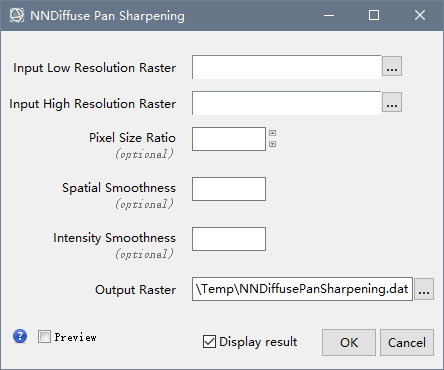 NNDiffuse Pan Sharpening
Input Low Resolution Raster
...
Input High Resolution Raster
...
Pixel Size Ratio
(optional)
Spatial Smoothness
(optional)
Intensity Smoothness
(optional)
Output Raster \Temp\NNDiffusePanSharpening.dat ...
? Preview Display result OK Cancel